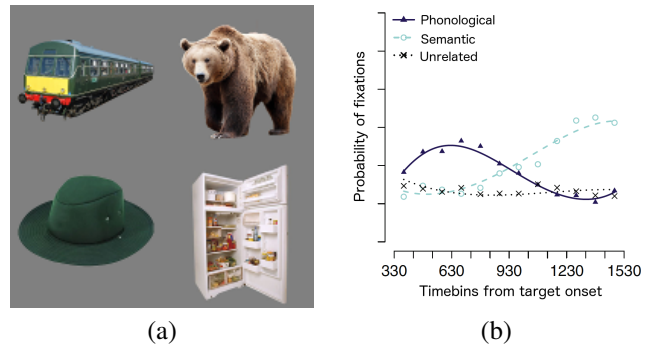 Phonological
Semantic
Unrelated
Probability of fixations
330 630 930 1230 1530
Timebins from target onset
(a) (b)